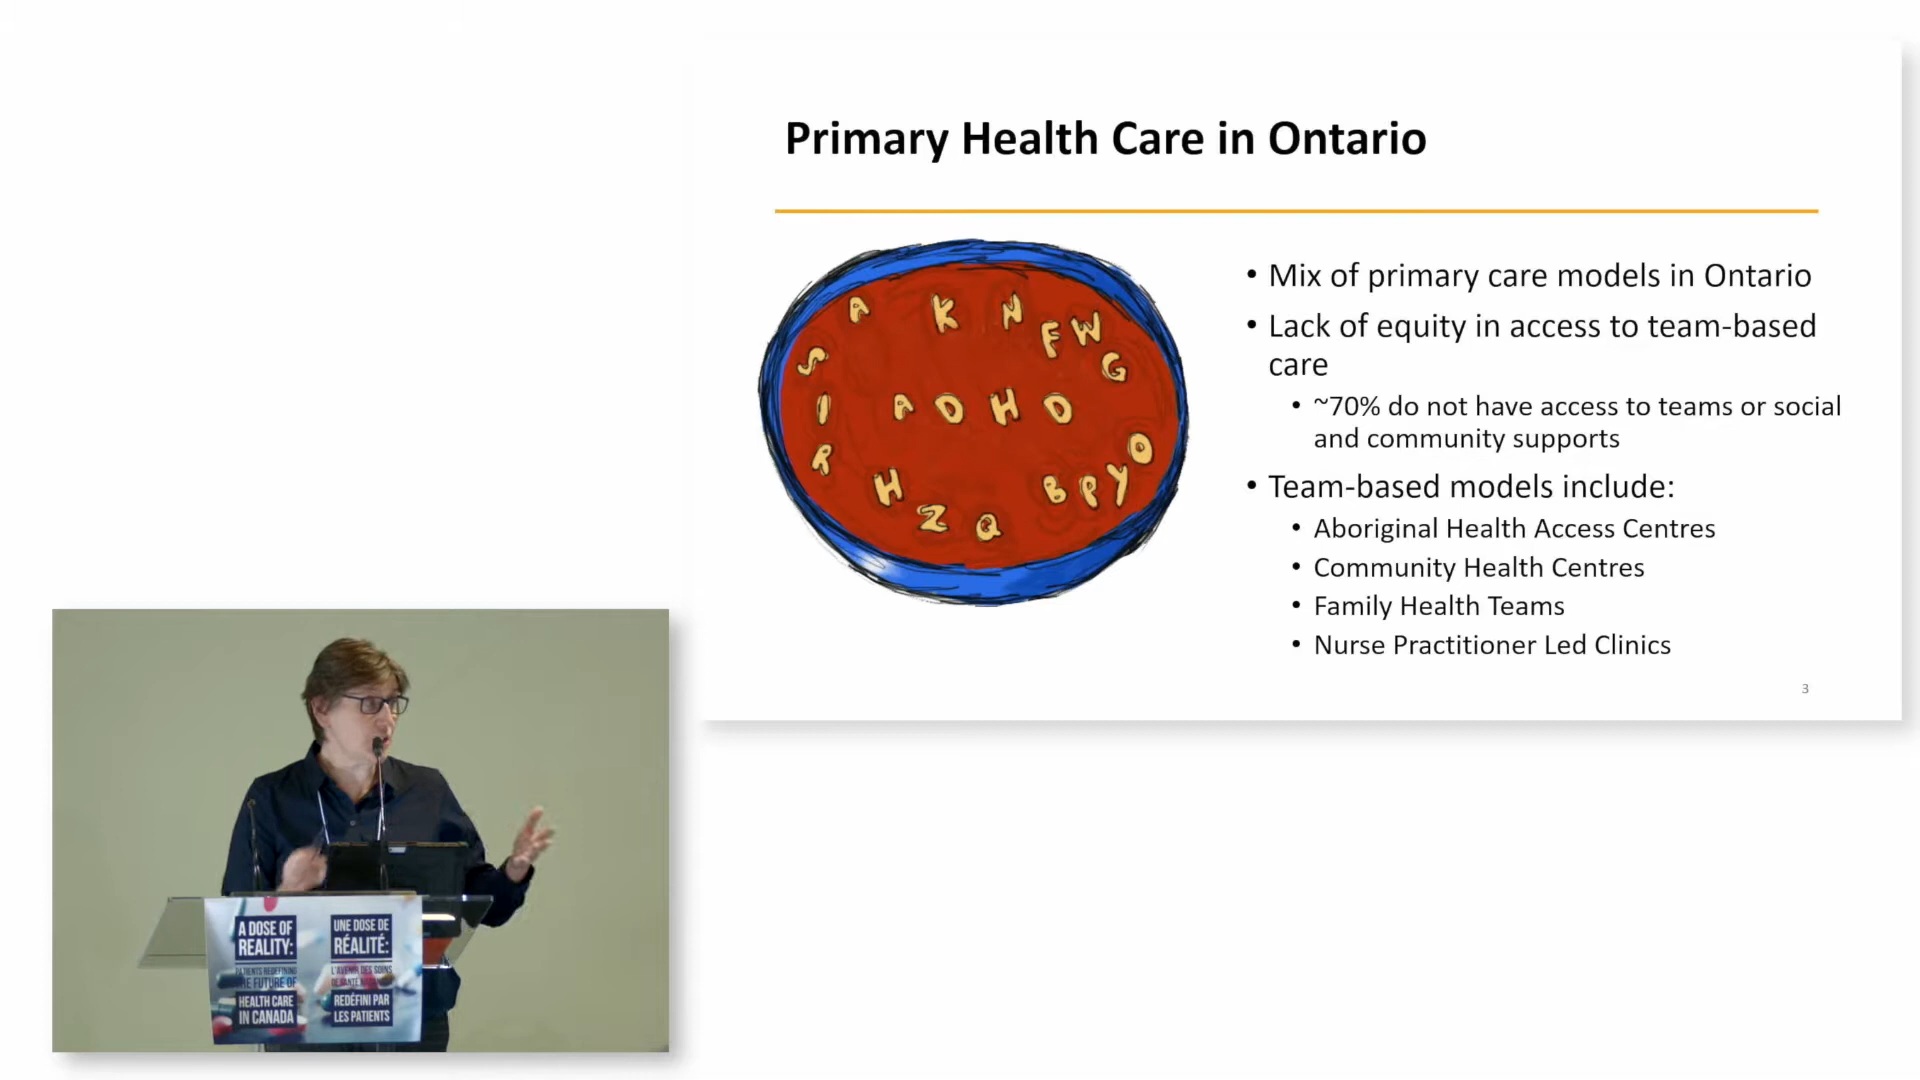 Primary Health Care in Ontario
A K N F W
S G
I A D H D
R O
H B P Y
Z Q
• Mix of primary care models in Ontario
• Lack of equity in access to team-based
care
• ~70% do not have access to teams or social
and community supports
• Team-based models include:
• Aboriginal Health Access Centres
• Community Health Centres
• Family Health Teams
• Nurse Practitioner Led Clinics
3
A DOSE OF
REALITY:
PATIENTS REDEFINING
THE FUTURE OF
HEALTH CARE
IN CANADA
UNE DOSE DE
RÉALITÉ:
L'AVENIR DES SOINS
DE SANTÉ
REDÉFINI PAR
LES PATIENTS